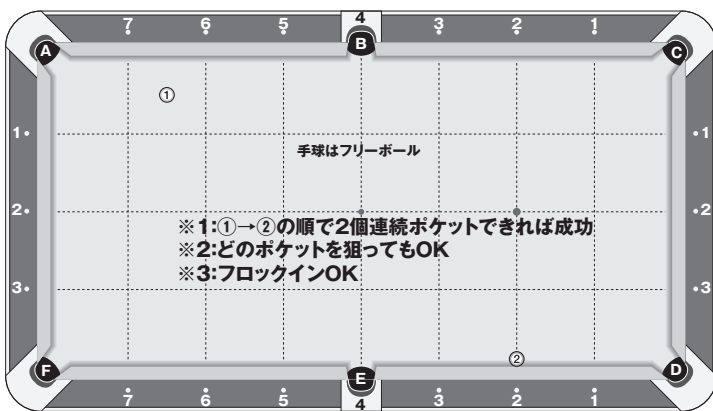 7 6 5 4 3 2 1
A B C
①
1 1
手球はフリーボール
2 2
※1:①→②の順で2個連続ポケットできれば成功
※2:どのポケットを狙ってもOK
※3:フロックインOK
3 3
②
F E D
7 6 5 4 3 2 1